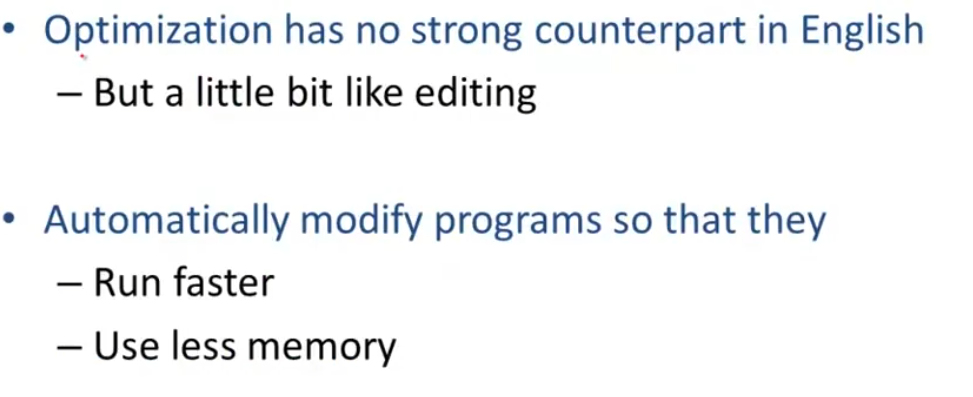 • Optimization has no strong counterpart in English
– But a little bit like editing
• Automatically modify programs so that they
– Run faster
– Use less memory